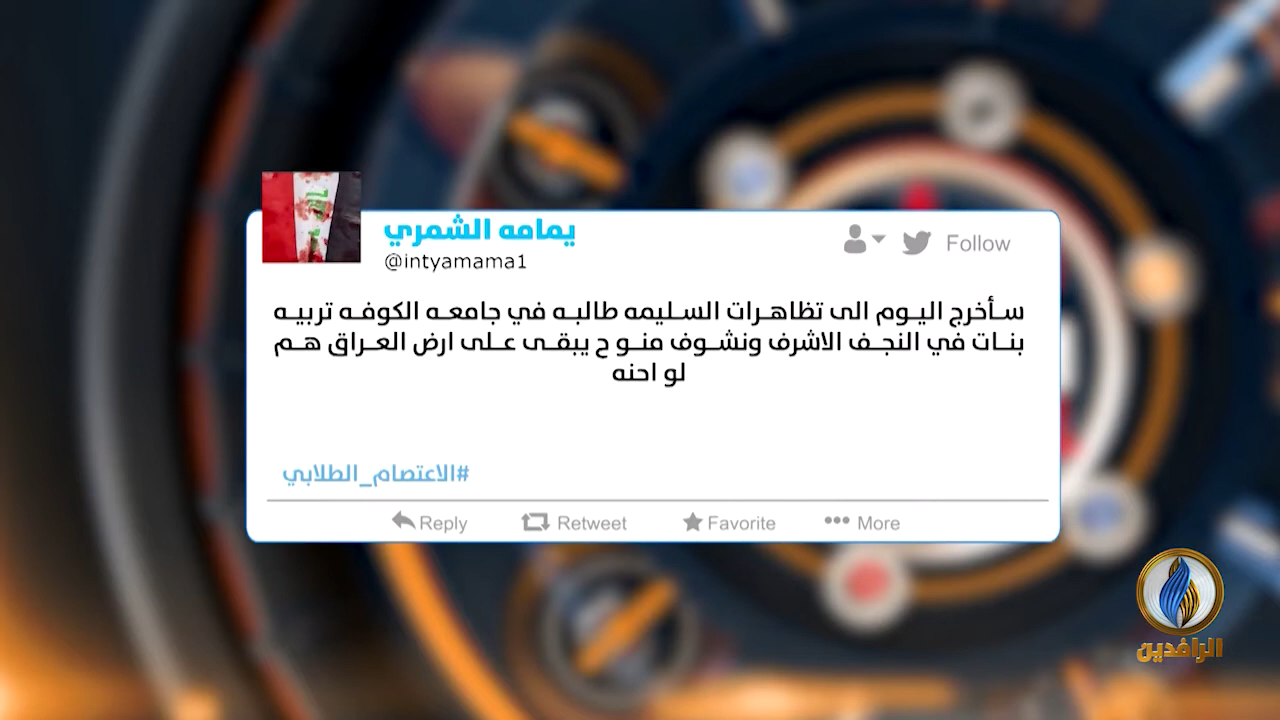 يمامه الشمري
@intyamama1
Follow
سأخرج اليوم الى تظاهرات السليمه طالبه في جامعه الكوفه تربيه
بنات في النجف الاشرف ونشوف منو ح يبقى على ارض العراق هم
لو احنه
#الاعتصام_الطلابي
Reply Retweet Favorite More
الرافدين